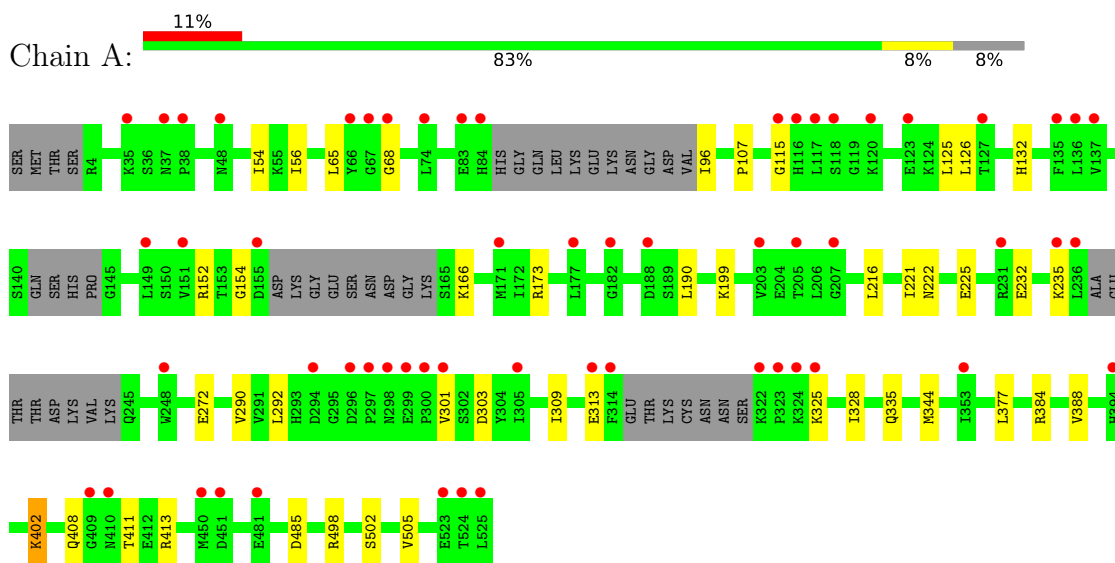 11%
Chain A:
83% 8% 8%
SER MET THR SER R4 K35 S36 N37 P38 N48 I54 K55 I56 L65 Y66 G67 G68 L74 E83 H84 HIS GLY GLN LEU LYS GLU LYS ASN GLY ASP VAL I96 P107 G115 H116 L117 S118 G119 K120 E123 K124 L125 L126 T127 H132 F135 L136 V137
S140 GLN SER HIS PRO G145 L149 S150 V151 R152 T153 G154 D155 ASP LYS GLY GLU SER ASN ASP GLY LYS S165 K166 M171 I172 R173 L177 G182 D188 S189 L190 K199 V203 E204 T205 L206 G207 L216 I221 N222 E225 R231 E232 K235 L236 ALA GLU
THR THR ASP LYS VAL LYS Q245 W248 E272 V290 V291 L292 H293 D294 G295 D296 P297 N298 E299 P300 V301 S302 D303 Y304 I305 I309 E313 F314 GLU THR LYS CYS ASN ASN SER K322 P323 K324 K325 I328 Q335 M344 I353 L377 R384 V388 H394
K402 Q408 G409 N410 T411 E412 R413 M450 D451 E481 D485 R498 S502 V505 E523 T524 L525